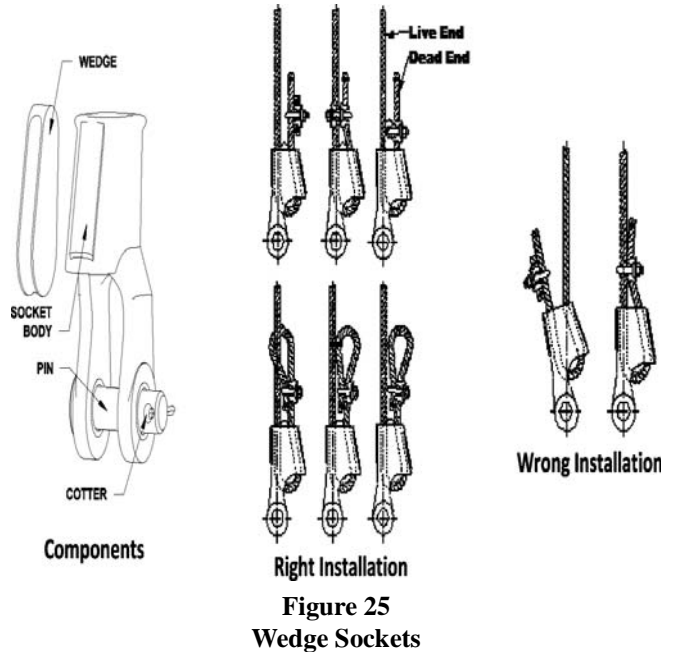 WEDGE
SOCKET
BODY
PIN
COTTER
Components
Live End
Dead End
Right Installation
Wrong Installation
Figure 25
Wedge Sockets